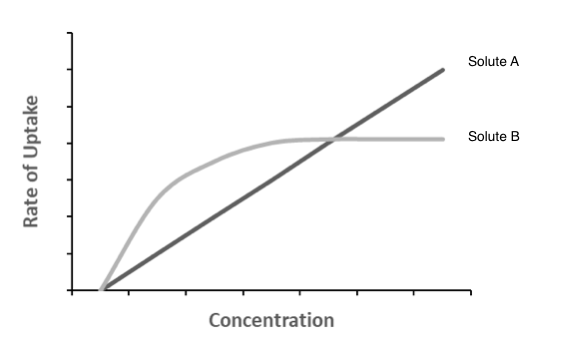 Solute A
Solute B
Rate of Uptake
Concentration